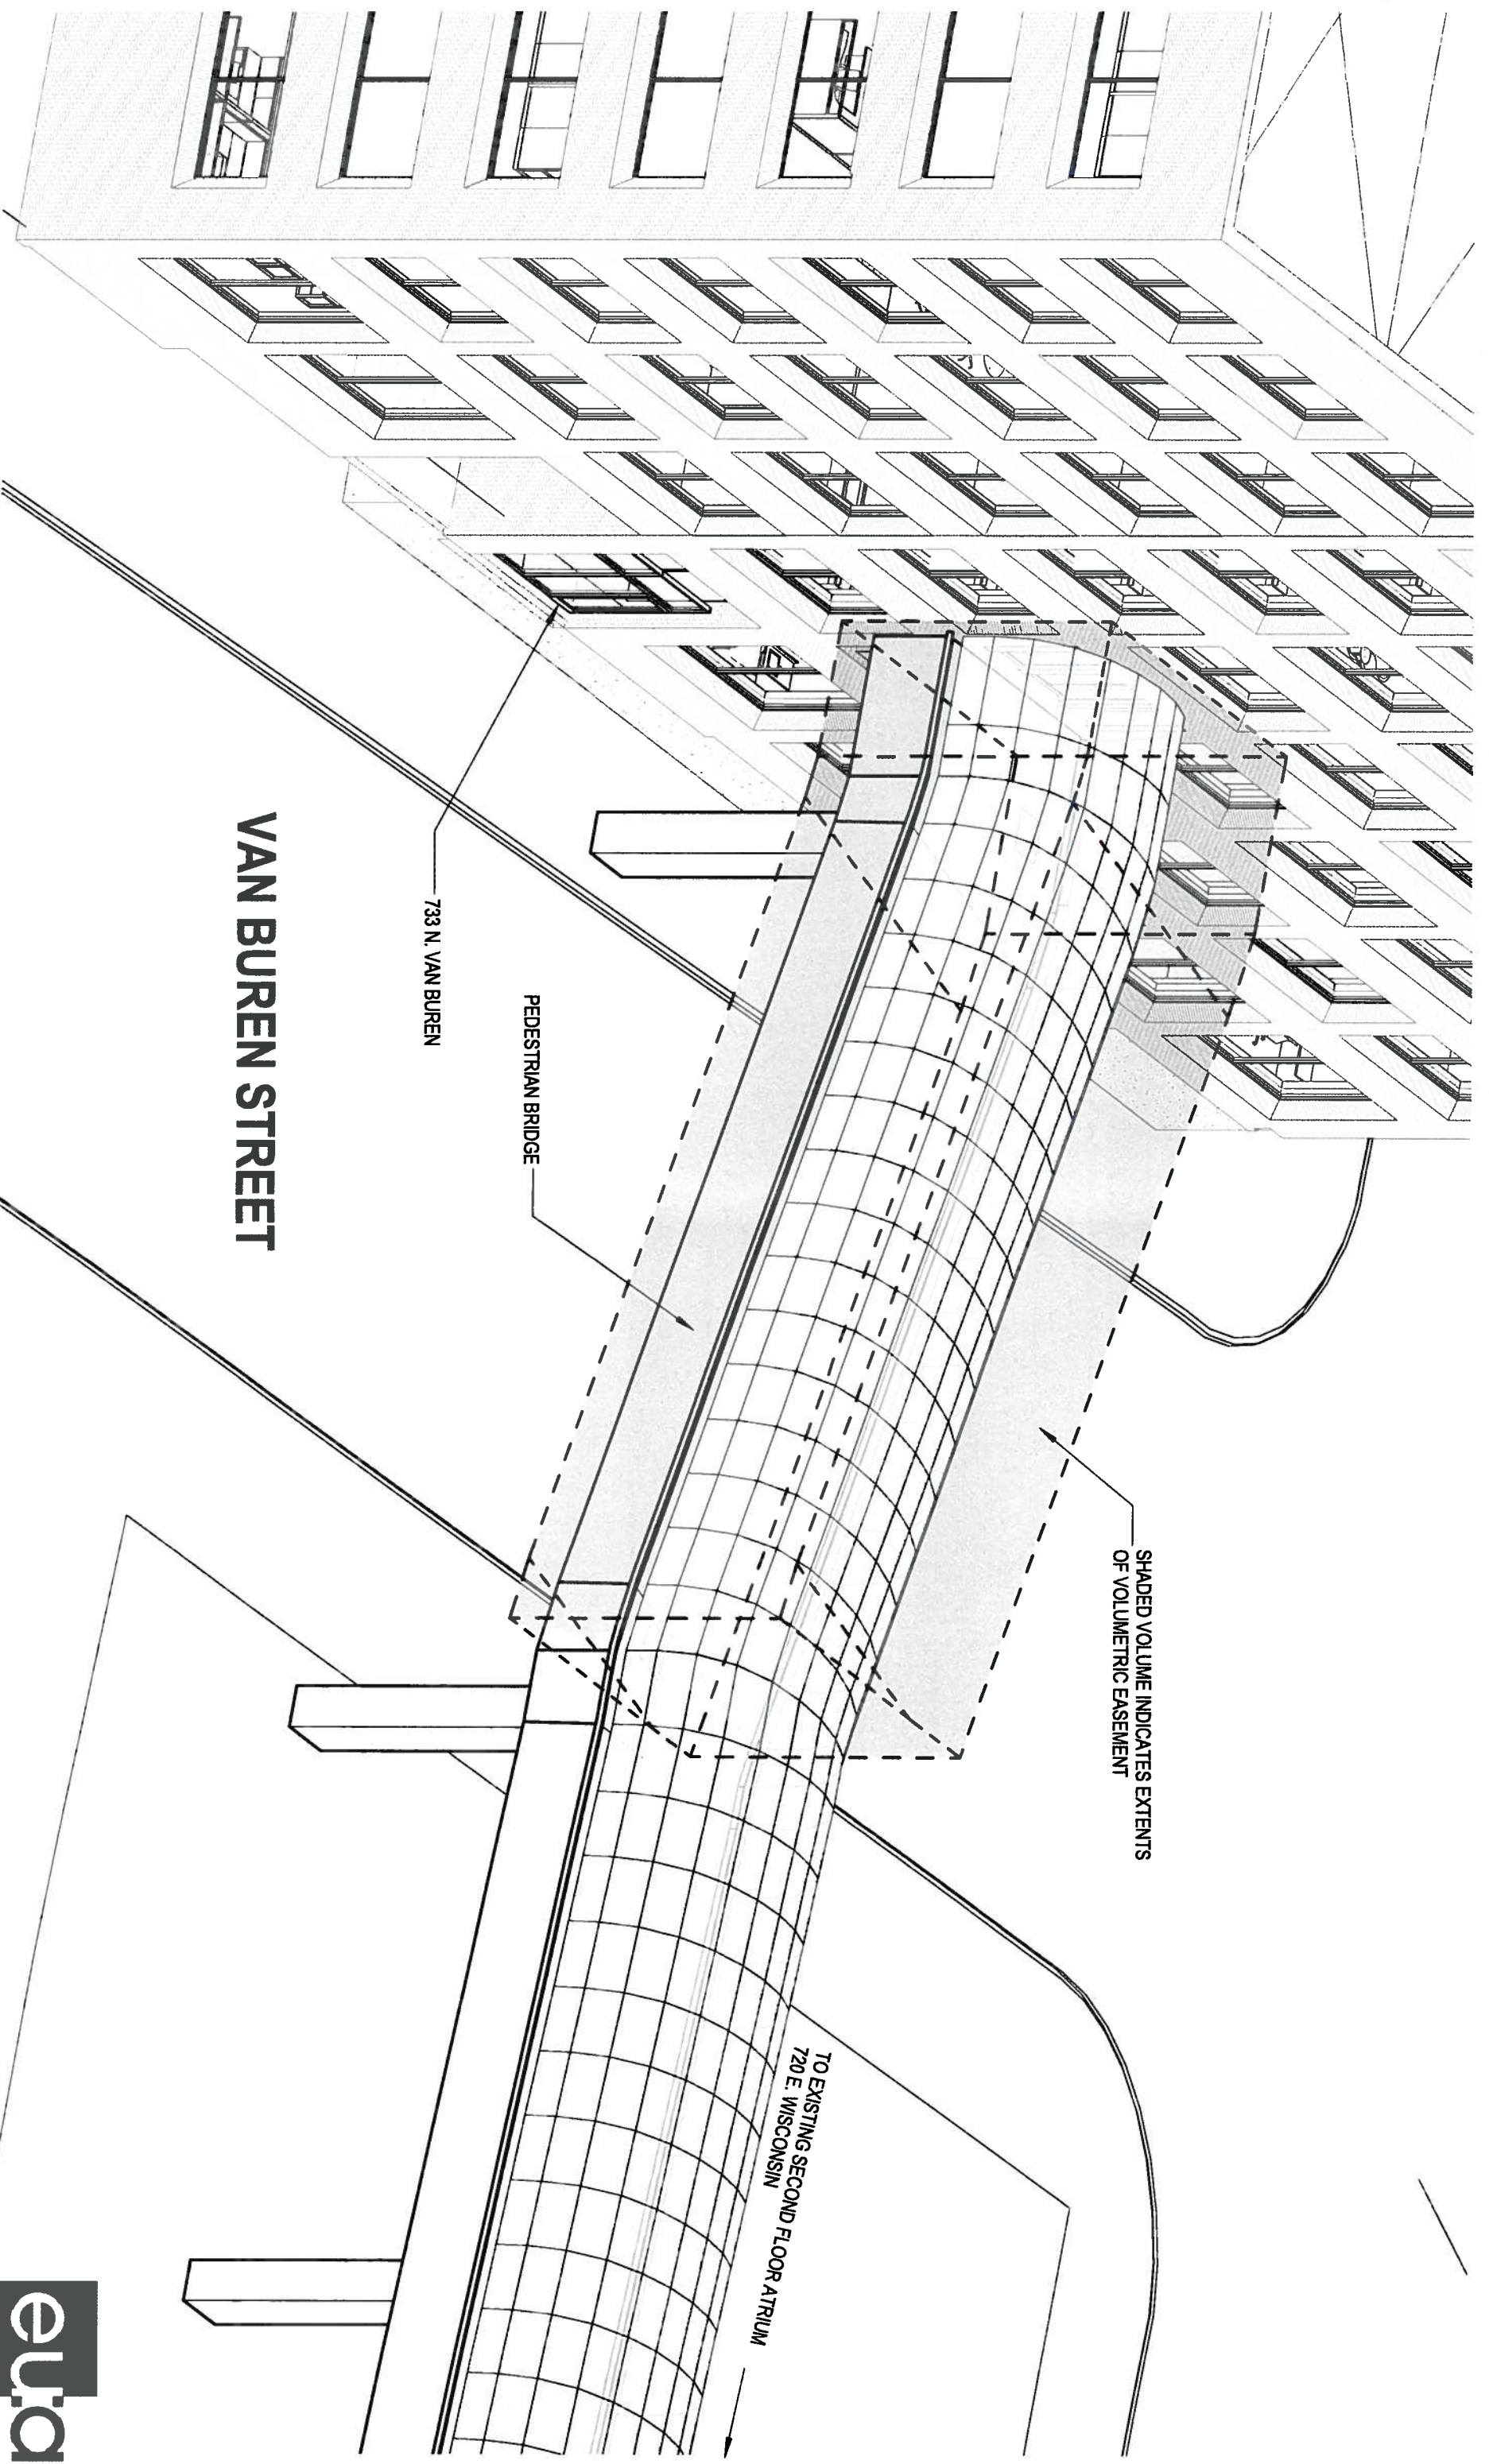 SHADED VOLUME INDICATES EXTENTS
OF VOLUMETRIC EASEMENT
TO EXISTING SECOND FLOOR ATRIUM
720 E. WISCONSIN
PEDESTRIAN BRIDGE
733 N. VAN BUREN
VAN BUREN STREET
eua